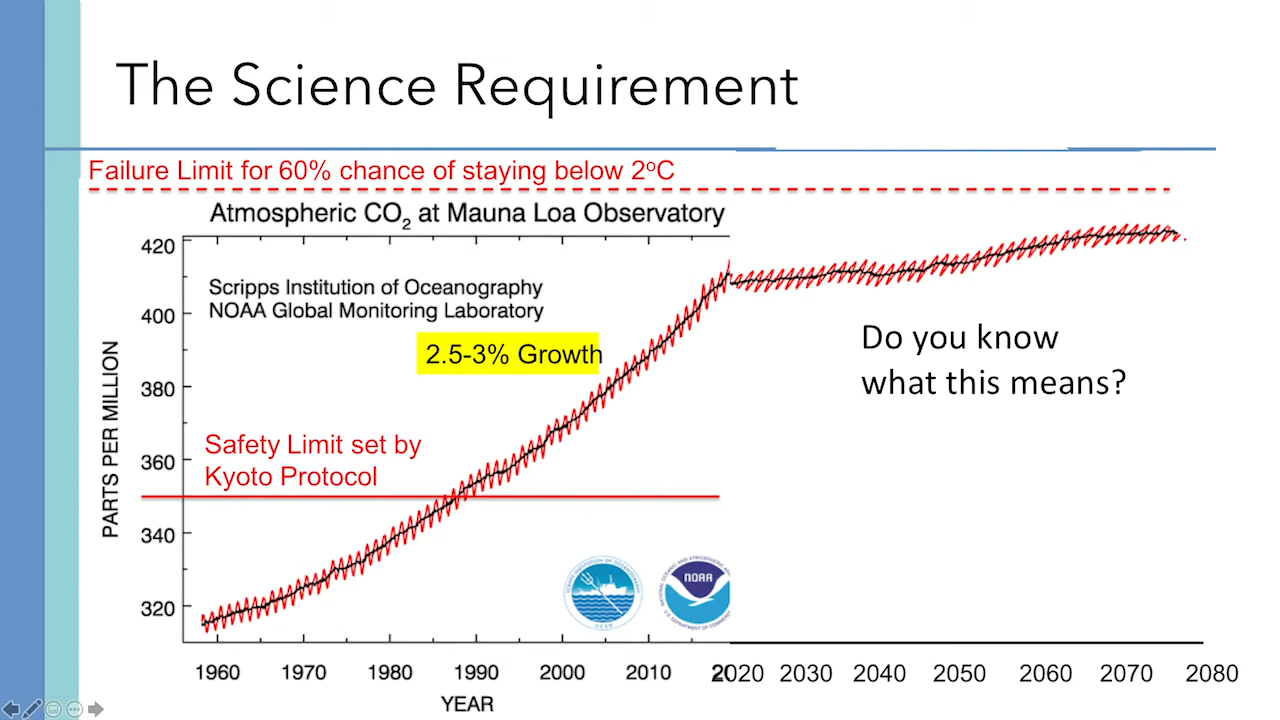 The Science Requirement
Failure Limit for 60% chance of staying below 2ºC
Atmospheric CO₂ at Mauna Loa Observatory
Scripps Institution of Oceanography
NOAA Global Monitoring Laboratory
2.5-3% Growth
Do you know
what this means?
Safety Limit set by
Kyoto Protocol
PARTS PER MILLION
420
400
380
360
340
320
NOAA
1960 1970 1980 1990 2000 2010 2020 2030 2040 2050 2060 2070 2080
YEAR